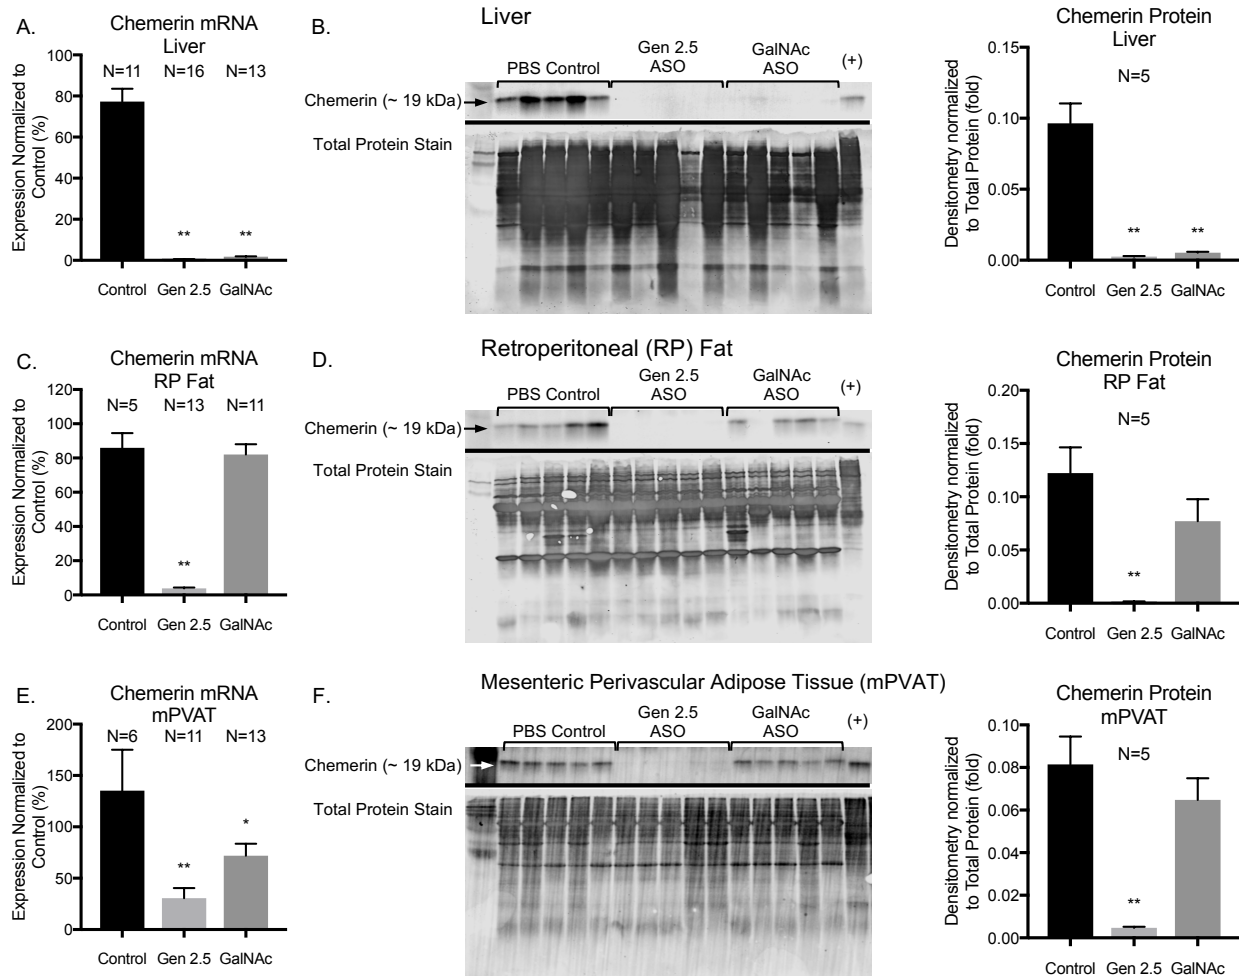 A.
Chemerin mRNA
Liver
Expression Normalized to
Control (%)
100
80
60
40
20
0
N=11 N=16 N=13
**
**
Control Gen 2.5 GalNAc
B.
Liver
PBS Control
Gen 2.5
ASO
GalNAc
ASO
(+)
Chemerin (~ 19 kDa)
Total Protein Stain
Chemerin Protein
Liver
Densitometry normalized
to Total Protein (fold)
0.15
0.10
0.05
0.00
N=5
**
**
Control Gen 2.5 GalNAc
C.
Chemerin mRNA
RP Fat
Expression Normalized to
Control (%)
120
100
80
60
40
20
0
N=5 N=13 N=11
**
Control Gen 2.5 GalNAc
D.
Retroperitoneal (RP) Fat
PBS Control
Gen 2.5
ASO
GalNAc
ASO
(+)
Chemerin (~ 19 kDa)
Total Protein Stain
Chemerin Protein
RP Fat
Densitometry normalized
to Total Protein (fold)
0.20
0.15
0.10
0.05
0.00
N=5
**
Control Gen 2.5 GalNAc
E.
Chemerin mRNA
mPVAT
Expression Normalized to
Control (%)
200
150
100
50
0
N=6 N=11 N=13
**
*
Control Gen 2.5 GalNAc
F.
Mesenteric Perivascular Adipose Tissue (mPVAT)
PBS Control
Gen 2.5
ASO
GalNAc
ASO
(+)
Chemerin (~ 19 kDa)
Total Protein Stain
Chemerin Protein
mPVAT
Densitometry normalized
to Total Protein (fold)
0.10
0.08
0.06
0.04
0.02
0.00
N=5
**
Control Gen 2.5 GalNAc